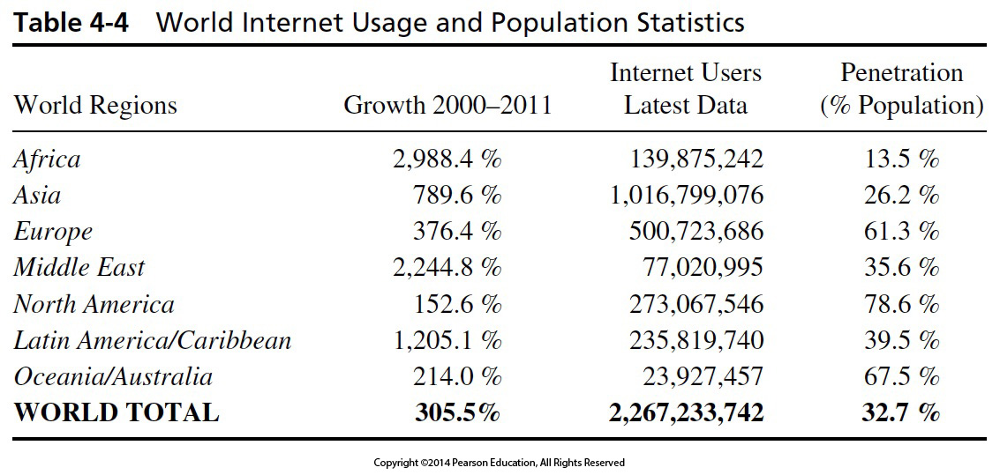 Table 4-4 World Internet Usage and Population Statistics
World Regions Growth 2000–2011 Internet Users Latest Data Penetration (% Population)
Africa 2,988.4 % 139,875,242 13.5 %
Asia 789.6 % 1,016,799,076 26.2 %
Europe 376.4 % 500,723,686 61.3 %
Middle East 2,244.8 % 77,020,995 35.6 %
North America 152.6 % 273,067,546 78.6 %
Latin America/Caribbean 1,205.1 % 235,819,740 39.5 %
Oceania/Australia 214.0 % 23,927,457 67.5 %
WORLD TOTAL 305.5% 2,267,233,742 32.7 %
Copyright ©2014 Pearson Education, All Rights Reserved